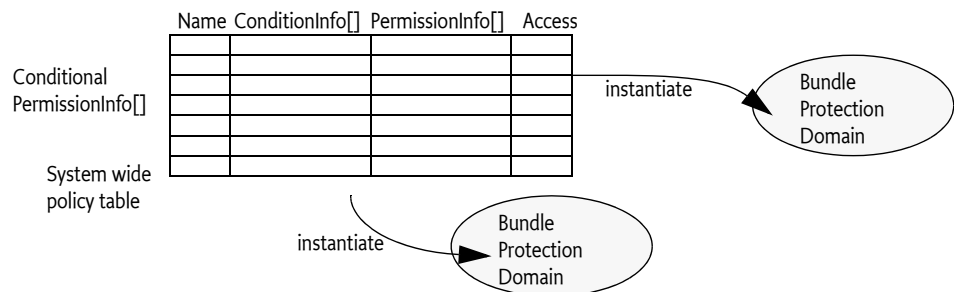 Name ConditionInfo[] PermissionInfo[] Access
Conditional
PermissionInfo[]
instantiate
Bundle
Protection
Domain
System wide
policy table
instantiate
Bundle
Protection
Domain